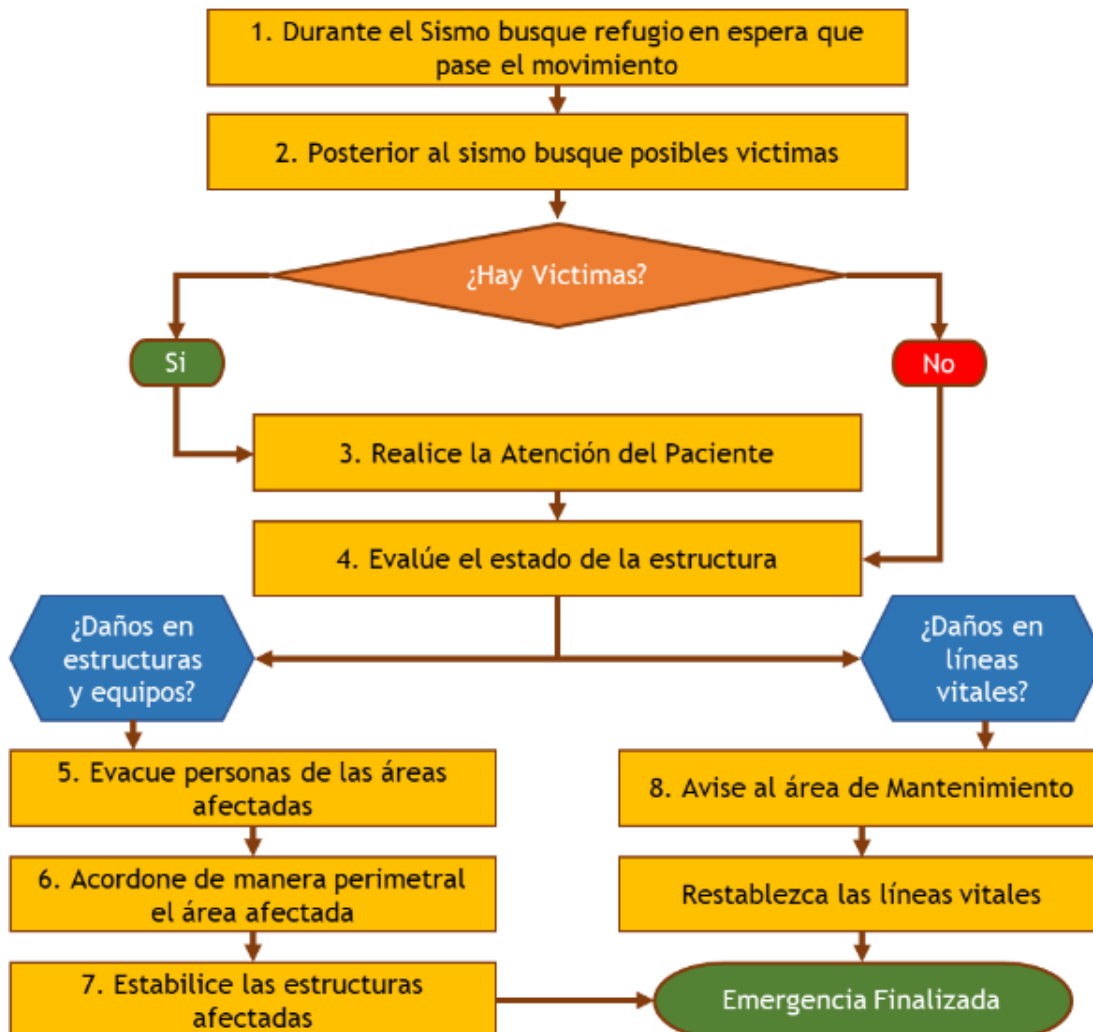 1. Durante el Sismo busque refugio en espera que
pase el movimiento
2. Posterior al sismo busque posibles victimas
¿Hay Victimas?
Si
No
3. Realice la Atención del Paciente
4. Evalúe el estado de la estructura
¿Daños en
estructuras
y equipos?
¿Daños en
líneas
vitales?
5. Evacue personas de las áreas
afectadas
8. Avise al área de Mantenimiento
6. Acordone de manera perimetral
el área afectada
Restablezca las líneas vitales
7. Estabilice las estructuras
afectadas
Emergencia Finalizada